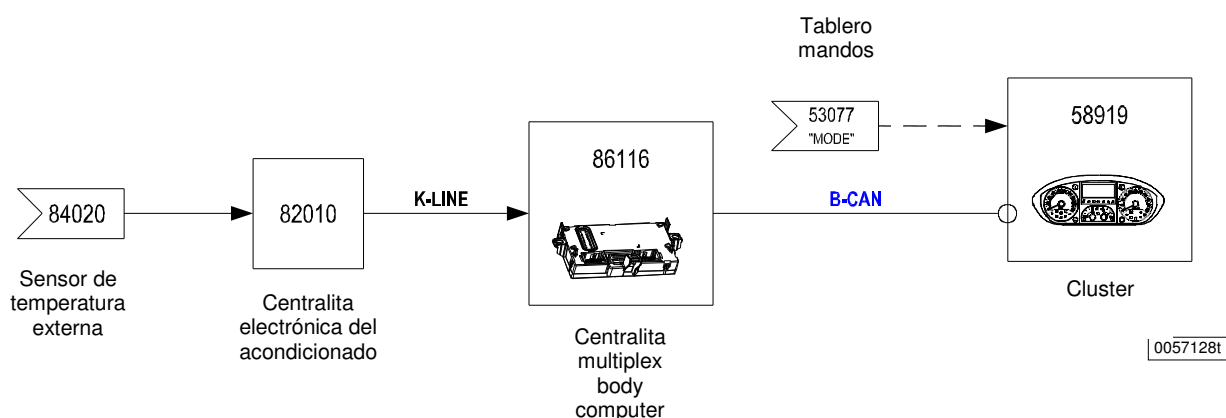 Tablero
mandos
53077
"MODE"
58919
86116
84020
82010
K-LINE
B-CAN
Sensor de
temperatura
externa
Centralita
electrónica del
acondicionado
Centralita
multiplex
body
computer
Cluster
0057128t